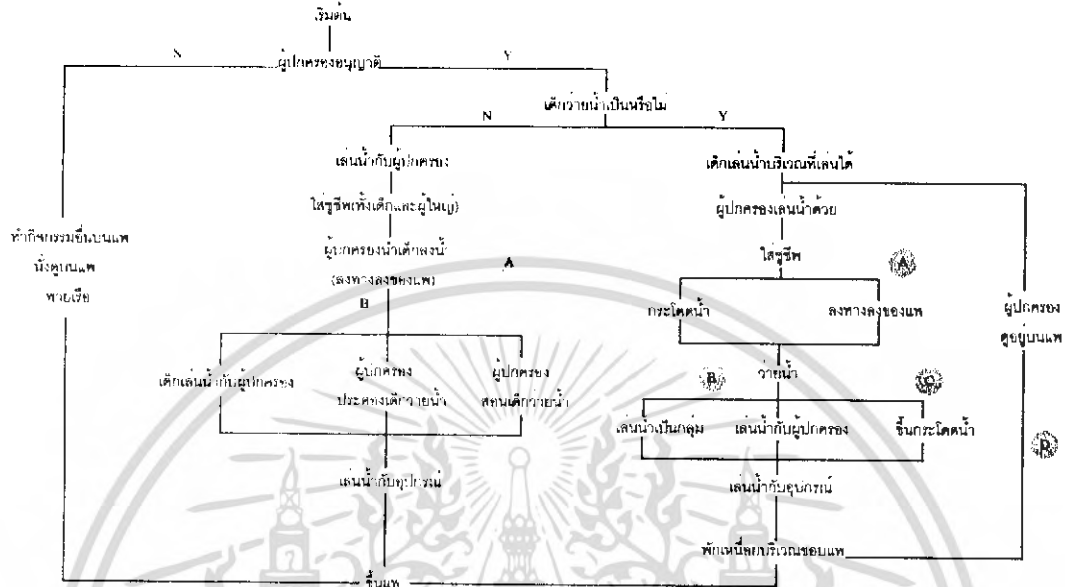 เริ่มต้น
N
ผู้ปกครองอนุญาติ
Y
เด็กว่ายน้ำเป็นหรือไม่
N
Y
เล่นน้ำกับผู้ปกครอง
เด็กเล่นน้ำบริเวณที่เล่นได้
ใส่ชูชีพ(ทั้งเด็กและผู้ใหญ่)
ผู้ปกครองเล่นน้ำด้วย
ทำกิจกรรมอื่นบนแพ
นั่งดูบนแพ
พายเรือ
ผู้ปกครองนำเด็กลงน้ำ
(ลงทางลงของแพ)
A
ใส่ชูชีพ
A
B
กระโดดน้ำ
ลงทางลงของแพ
ผู้ปกครอง
ดูอยู่บนแพ
เด็กเล่นน้ำกับผู้ปกครอง
ผู้ปกครอง
ประคองเด็กวายน้ำ
ผู้ปกครอง
สอนเด็กวายน้ำ
B
ว่ายน้ำ
C
เล่นน้ำเป็นกลุ่ม
เล่นน้ำกับผู้ปกครอง
ขึ้นกระโดดน้ำ
D
เล่นน้ำกับอุปกรณ์
เล่นน้ำกับอุปกรณ์
พักเหนื่อยบริเวณขอบแพ
ขึ้นแพ